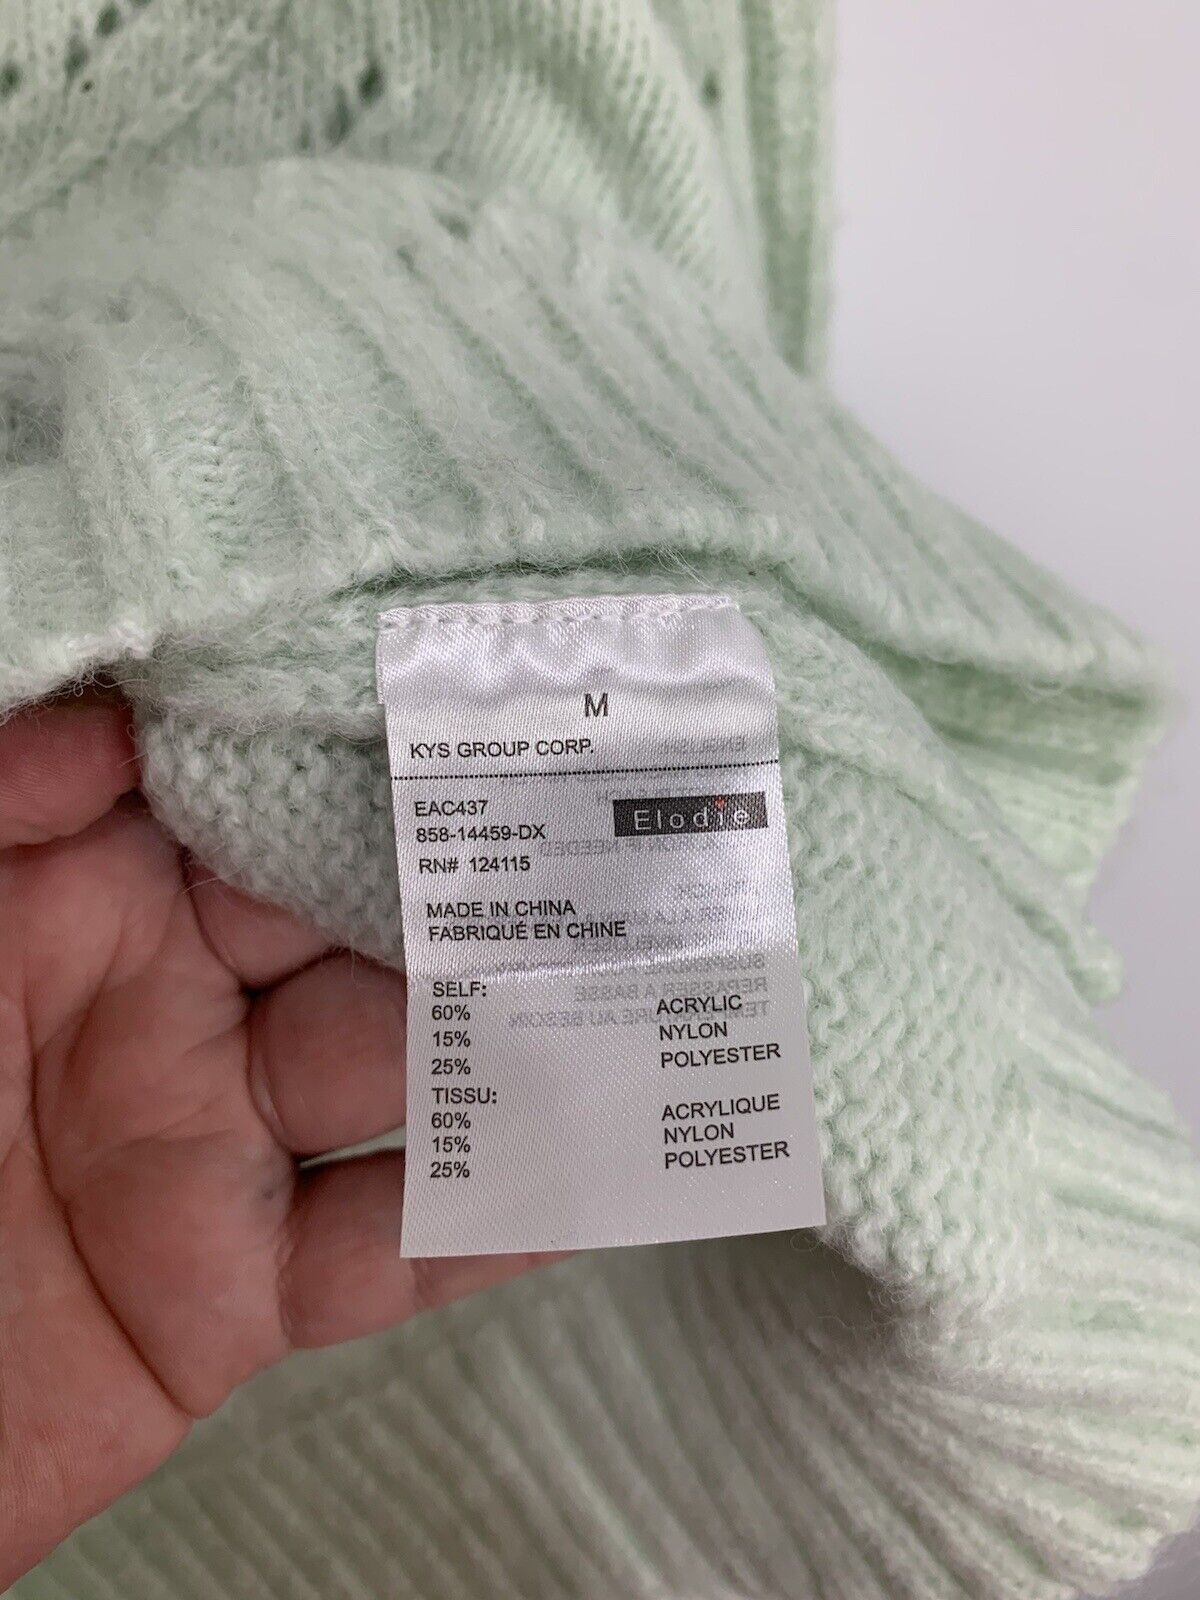 M
KYS GROUP CORP.
EAC437
858-14459-DX
Elodie
RN# 124115
MADE IN CHINA
FABRIQUÉ EN CHINE
SELF:
60% ACRYLIC
15% NYLON
25% POLYESTER
TISSU:
60% ACRYLIQUE
15% NYLON
25% POLYESTER